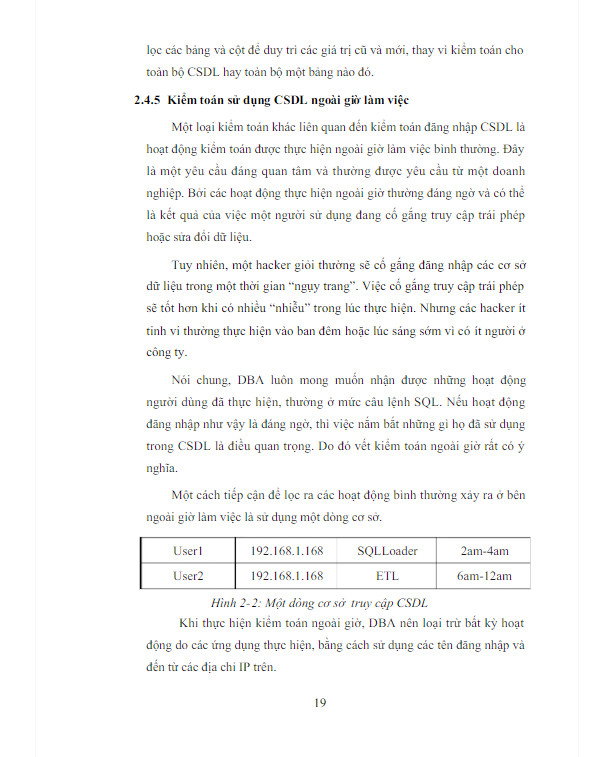 lọc các bảng và cột để duy trì các giá trị cũ và mới, thay vì kiểm toán cho
toàn bộ CSDL hay toàn bộ một bảng nào đó.
2.4.5 Kiểm toán sử dụng CSDL ngoài giờ làm việc
Một loại kiểm toán khác liên quan đến kiểm toán đăng nhập CSDL là
hoạt động kiểm toán được thực hiện ngoài giờ làm việc bình thường. Đây
là một yêu cầu đáng quan tâm và thường được yêu cầu từ một doanh
nghiệp. Bởi các hoạt động thực hiện ngoài giờ thường đáng ngờ và có thể
là kết quả của việc một người sử dụng đang cố gắng truy cập trái phép
hoặc sửa đổi dữ liệu.
Tuy nhiên, một hacker giỏi thường sẽ cố gắng đăng nhập các cơ sở
dữ liệu trong một thời gian “ngụy trang”. Việc cố gắng truy cập trái phép
sẽ tốt hơn khi có nhiều “nhiễu” trong lúc thực hiện. Nhưng các hacker ít
tinh vi thường thực hiện vào ban đêm hoặc lúc sáng sớm vì có ít người ở
công ty.
Nói chung, DBA luôn mong muốn nhận được những hoạt động
người dùng đã thực hiện, thường ở mức câu lệnh SQL. Nếu hoạt động
đăng nhập như vậy là đáng ngờ, thì việc nắm bắt những gì họ đã sử dụng
trong CSDL là điều quan trọng. Do đó vết kiểm toán ngoài giờ rất có ý
nghĩa.
Một cách tiếp cận để lọc ra các hoạt động bình thường xảy ra ở bên
ngoài giờ làm việc là sử dụng một dòng cơ sở.
User1 192.168.1.168 SQLLoader 2am-4am
User2 192.168.1.168 ETL 6am-12am
Hình 2-2: Một dòng cơ sở truy cập CSDL
Khi thực hiện kiểm toán ngoài giờ, DBA nên loại trừ bất kỳ hoạt
động do các ứng dụng thực hiện, bằng cách sử dụng các tên đăng nhập và
đến từ các địa chỉ IP trên.
19